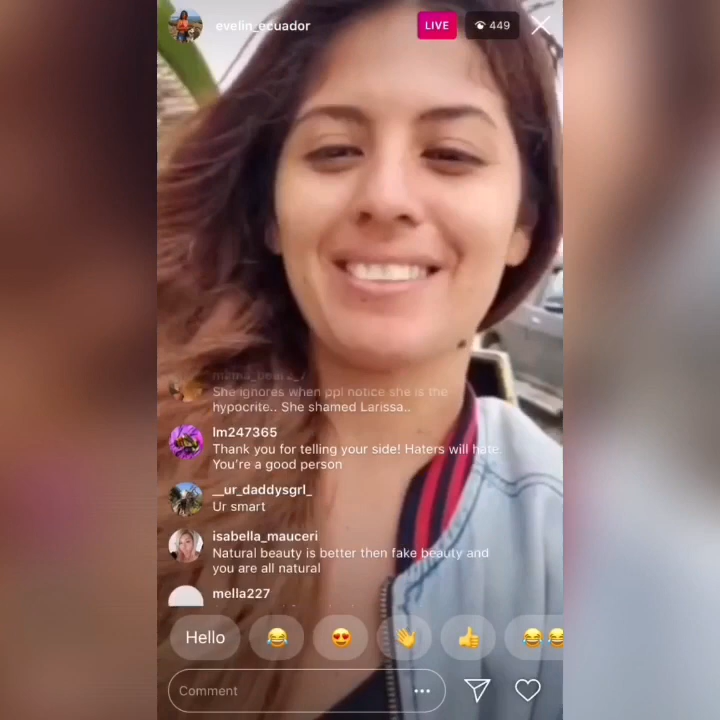 evelin_ecuador
LIVE
449
mama_bear2_7
She ignores when ppl notice she is the
hypocrite.. She shamed Larissa..
lm247365
Thank you for telling your side! Haters will hate.
You're a good person
__ur_daddysgrl_
Ur smart
isabella_mauceri
Natural beauty is better then fake beauty and
you are all natural
mella227
Hello
Comment